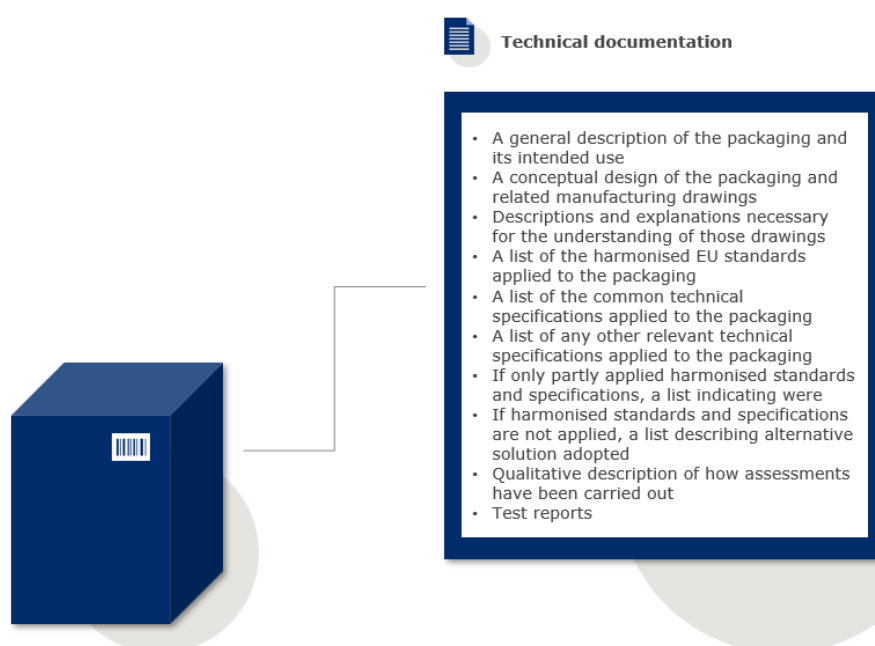 Technical documentation
• A general description of the packaging and
its intended use
• A conceptual design of the packaging and
related manufacturing drawings
• Descriptions and explanations necessary
for the understanding of those drawings
• A list of the harmonised EU standards
applied to the packaging
• A list of the common technical
specifications applied to the packaging
• A list of any other relevant technical
specifications applied to the packaging
• If only partly applied harmonised standards
and specifications, a list indicating were
• If harmonised standards and specifications
are not applied, a list describing alternative
solution adopted
• Qualitative description of how assessments
have been carried out
• Test reports